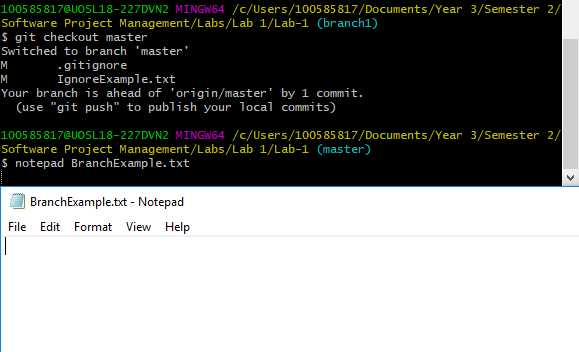 100585817@UOSL18-227DVN2 MINGW64 /c/Users/100585817/Documents/Year 3/Semester 2/
Software Project Management/Labs/Lab 1/Lab-1 (branch1)
$ git checkout master
Switched to branch 'master'
M       .gitignore
M       IgnoreExample.txt
Your branch is ahead of 'origin/master' by 1 commit.
  (use "git push" to publish your local commits)
100585817@UOSL18-227DVN2 MINGW64 /c/Users/100585817/Documents/Year 3/Semester 2/
Software Project Management/Labs/Lab 1/Lab-1 (master)
$ notepad BranchExample.txt
BranchExample.txt - Notepad
File Edit Format View Help